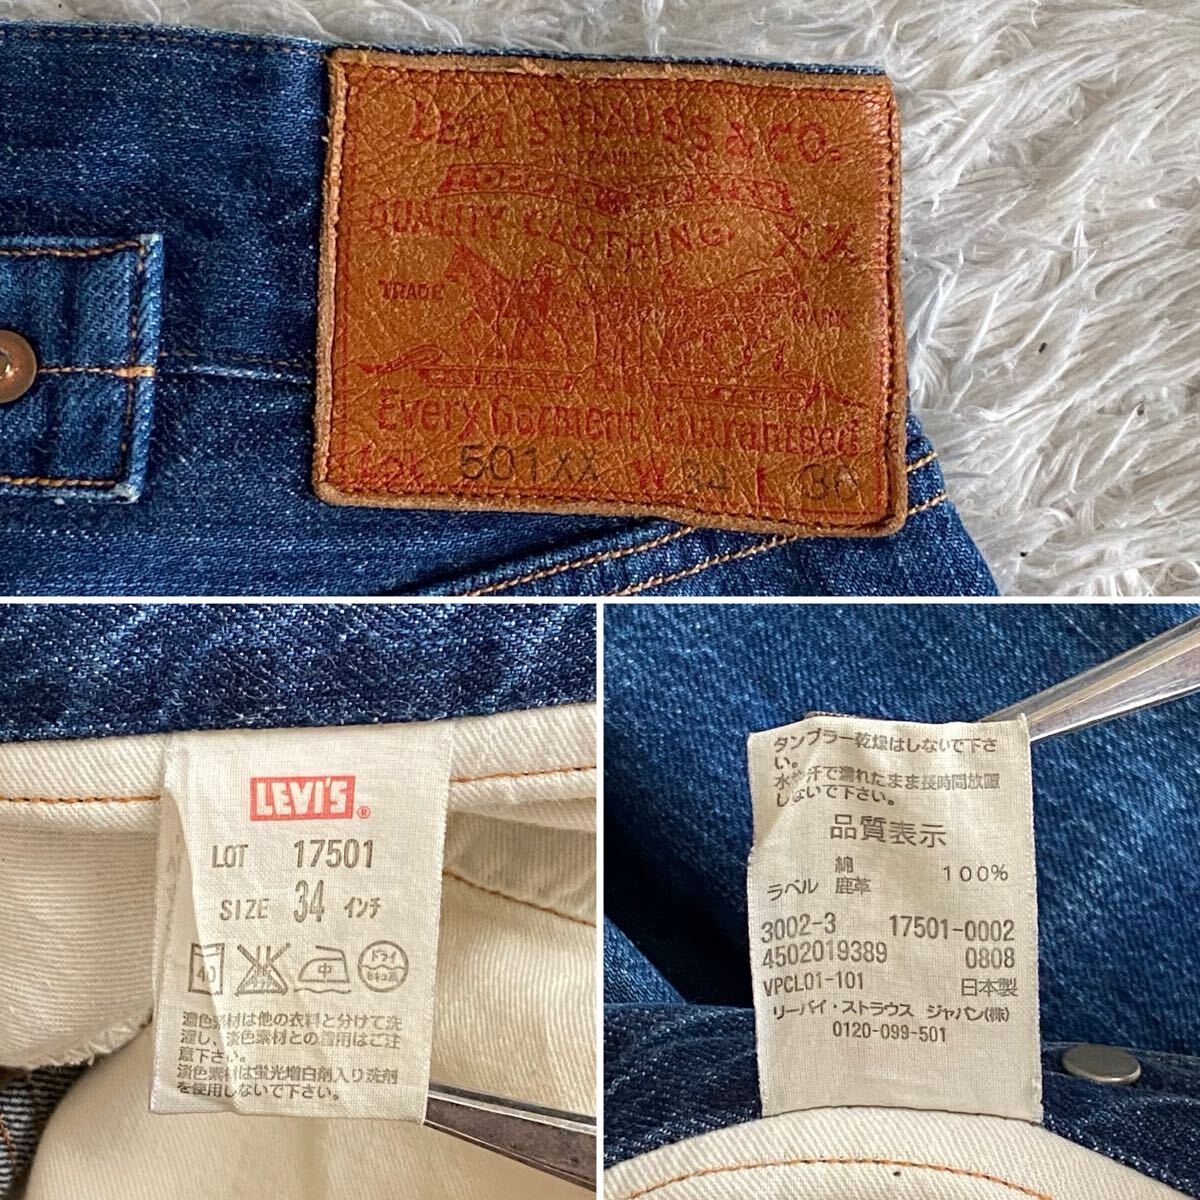 LEVI STRAUSS & CO.
QUALITY CLOTHING XX
TRADE MARK
Every Garment Guaranteed
Lot 501XX W 34 L 36
LEVI'S®
LOT 17501
SIZE 34 インチ
40 中 ドライ セキユ系
濃色素材は他の衣料と分けて洗
濯し、淡色素材との着用はご注
意下さい。
淡色素材は蛍光増白剤入り洗剤
を使用しないで下さい。
タンブラー乾燥はしないで下さ
い。
水や汗で濡れたまま長時間放置
しないで下さい。
品質表示
綿 100%
ラベル 鹿革
3002-3 17501-0002
4502019389 0808
VPCL01-101 日本製
リーバイ・ストラウス ジャパン(株)
0120-099-501